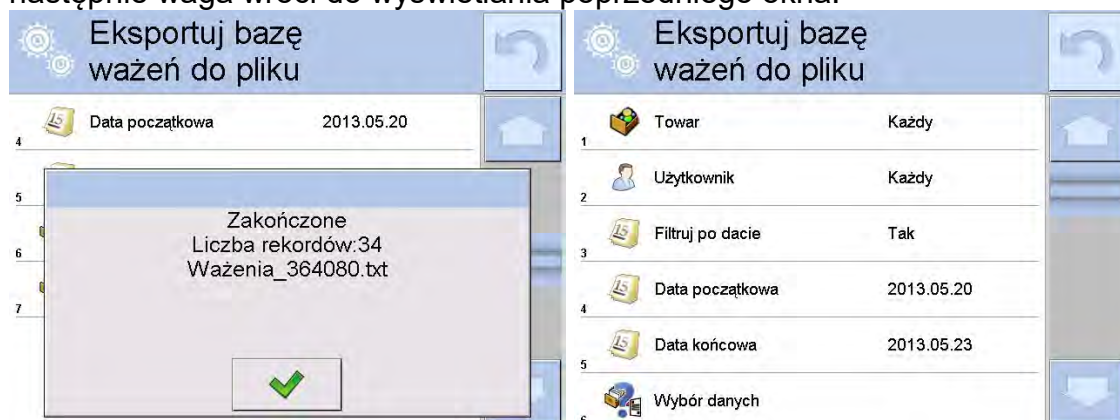 następnie waga wróci do wyświetlania poprzedniego okna.
Eksportuj bazę
ważeń do pliku
4 Data początkowa 2013.05.20
5
6
7
Zakończone
Liczba rekordów:34
Ważenia_364080.txt
Eksportuj bazę
ważeń do pliku
1 Towar Każdy
2 Użytkownik Każdy
3 Filtruj po dacie Tak
4 Data początkowa 2013.05.20
5 Data końcowa 2013.05.23
6 Wybór danych